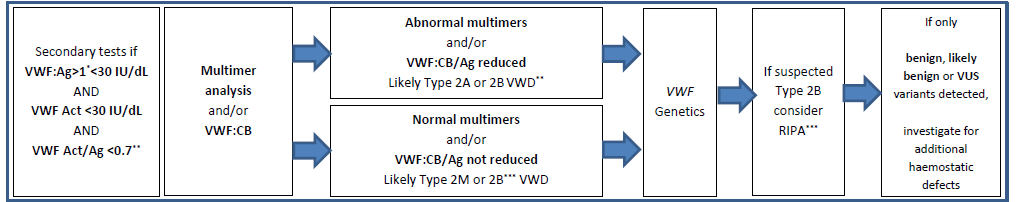 Secondary tests if
VWF:Ag>1*<30 IU/dL
AND
VWF Act <30 IU/dL
AND
VWF Act/Ag <0.7**
Multimer
analysis
and/or
VWF:CB
Abnormal multimers
and/or
VWF:CB/Ag reduced
Likely Type 2A or 2B VWD**
Normal multimers
and/or
VWF:CB/Ag not reduced
Likely Type 2M or 2B*** VWD
VWF
Genetics
If suspected
Type 2B
consider
RIPA***
If only
benign, likely
benign or VUS
variants detected,
investigate for
additional
haemostatic
defects